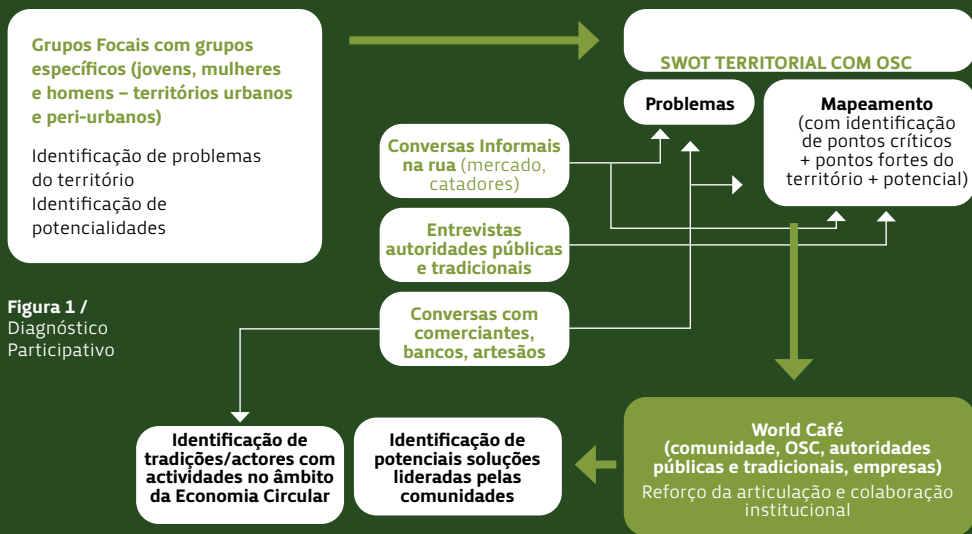 Grupos Focais com grupos
específicos (jovens, mulheres
e homens – territórios urbanos
e peri-urbanos)
Identificação de problemas
do território
Identificação de
potencialidades
SWOT TERRITORIAL COM OSC
Problemas
Mapeamento
(com identificação
de pontos críticos
+ pontos fortes do
território + potencial)
Conversas Informais
na rua (mercado,
catadores)
Entrevistas
autoridades públicas
e tradicionais
Conversas com
comerciantes,
bancos, artesãos
Figura 1 /
Diagnóstico
Participativo
Identificação de
tradições/actores com
actividades no âmbito
da Economia Circular
Identificação de
potenciais soluções
lideradas pelas
comunidades
World Café
(comunidade, OSC, autoridades
públicas e tradicionais, empresas)
Reforço da articulação e colaboração
institucional